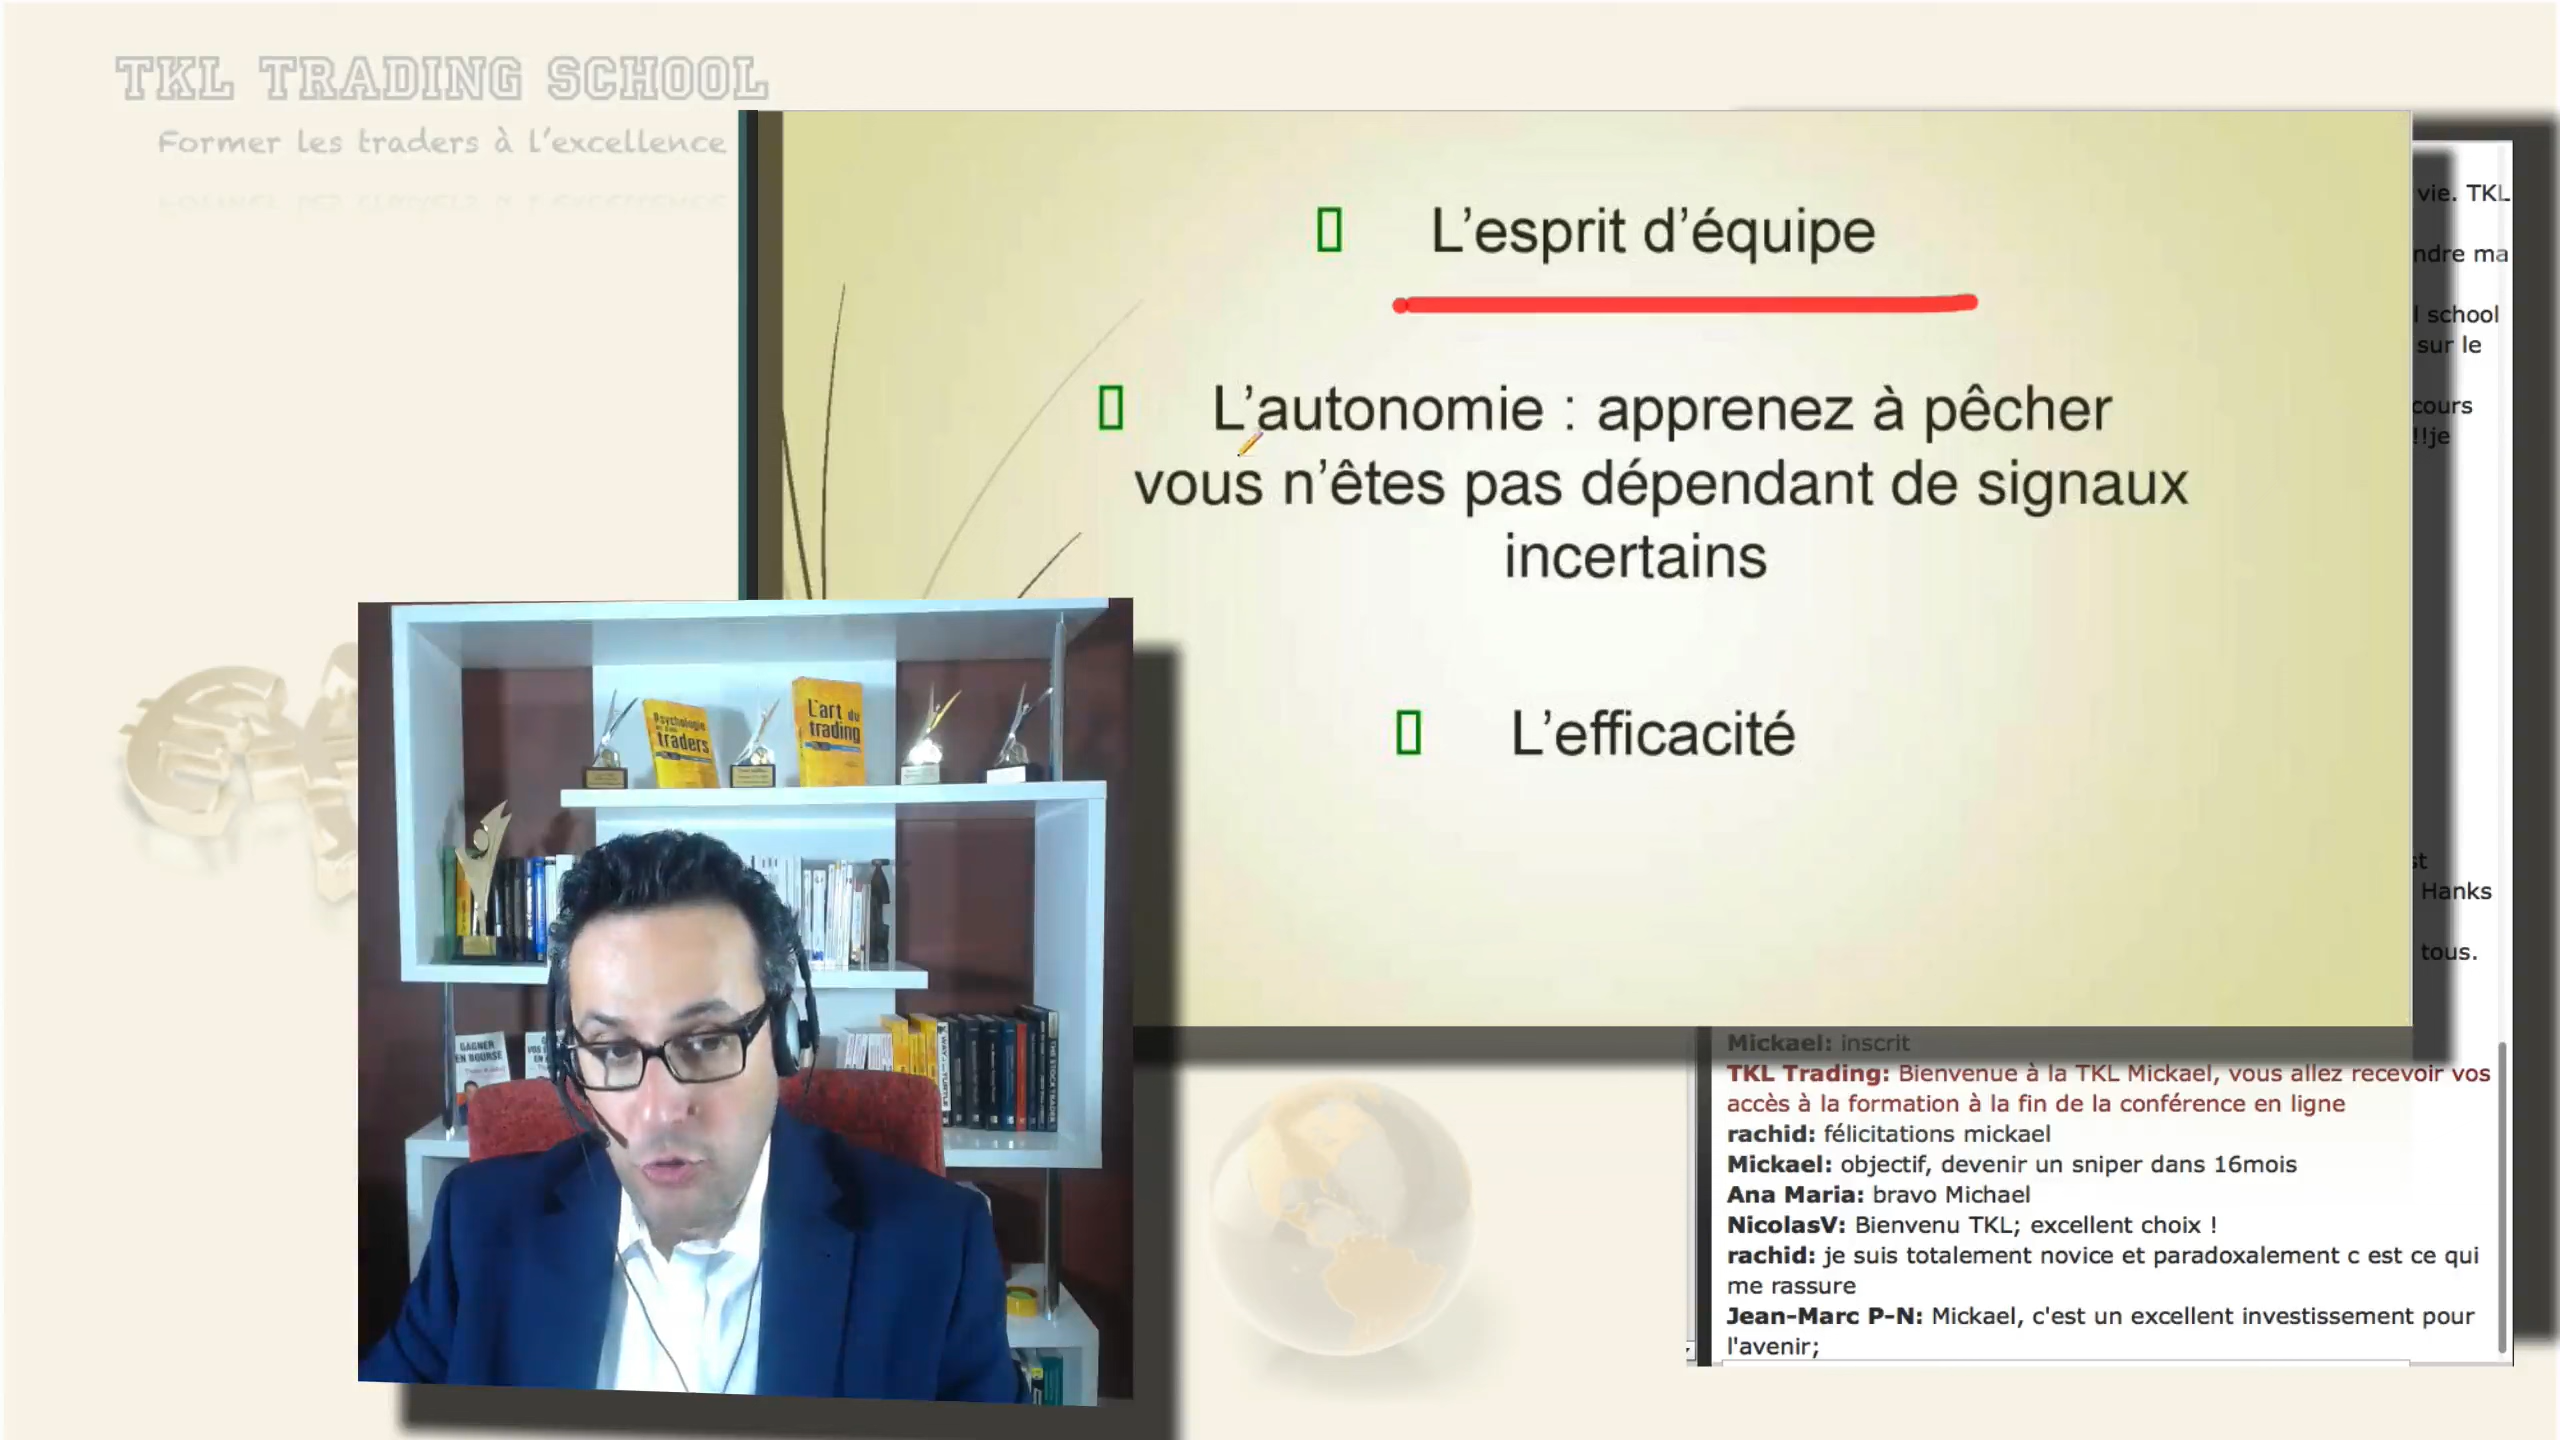 TKL TRADING SCHOOL
Former les traders à l'excellence
L'esprit d'équipe
L'autonomie : apprenez à pêcher
vous n'êtes pas dépendant de signaux
incertains
L'efficacité
vie. TKL
ndre ma
school
sur le
cours
!!je
st
Hanks
tous.
Psychologie
traders
L'art du
trading
GAGNER
EN BOURSE
THE STOCK TRADER
Mickael: inscrit
TKL Trading: Bienvenue à la TKL Mickael, vous allez recevoir vos
accès à la formation à la fin de la conférence en ligne
rachid: félicitations mickael
Mickael: objectif, devenir un sniper dans 16mois
Ana Maria: bravo Michael
NicolasV: Bienvenu TKL; excellent choix !
rachid: je suis totalement novice et paradoxalement c est ce qui
me rassure
Jean-Marc P-N: Mickael, c'est un excellent investissement pour
l'avenir;